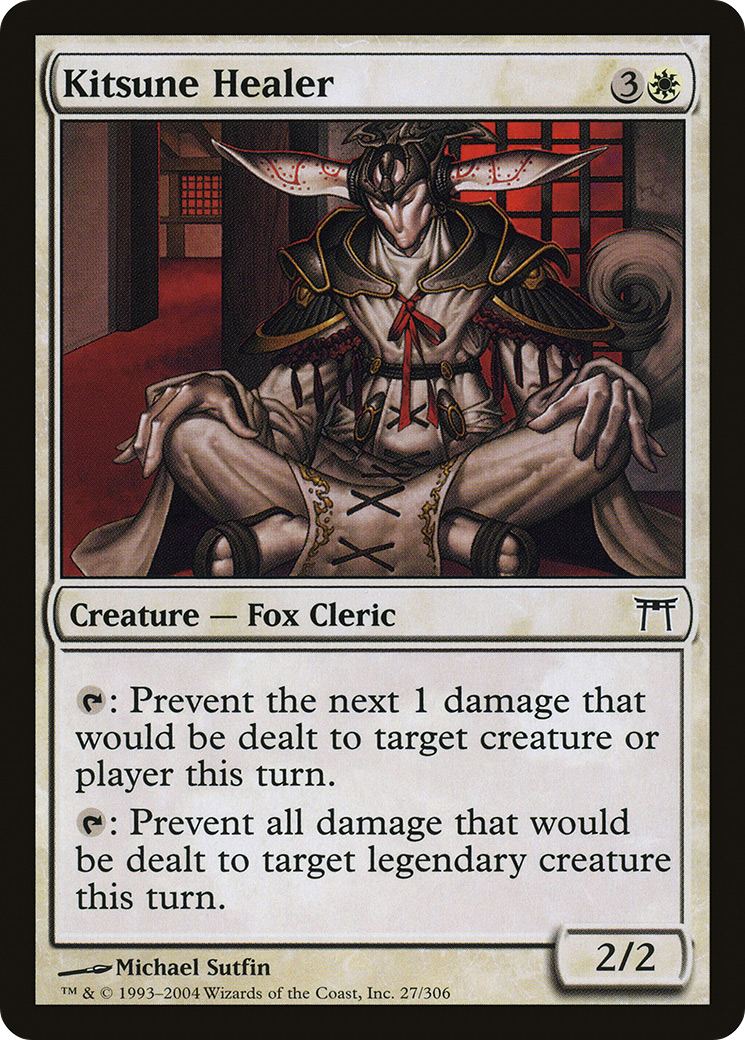 Kitsune Healer 3
Creature — Fox Cleric
: Prevent the next 1 damage that
would be dealt to target creature or
player this turn.
: Prevent all damage that would
be dealt to target legendary creature
this turn.
2/2
Michael Sutfin
™ & © 1993–2004 Wizards of the Coast, Inc. 27/306